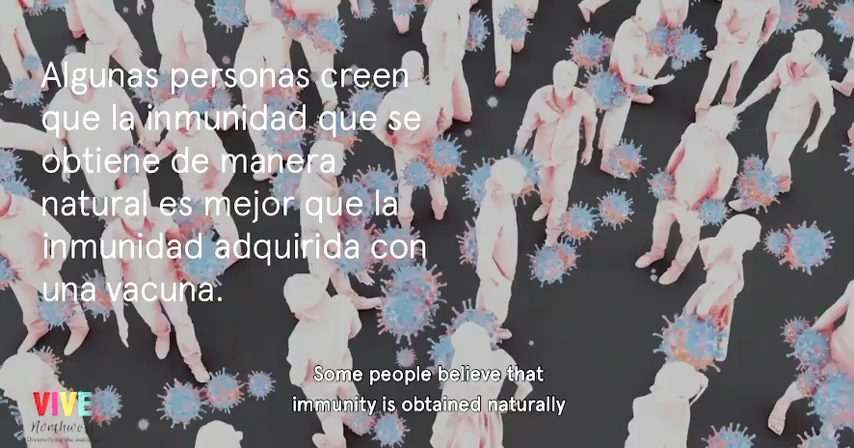 Algunas personas creen
que la inmunidad que se
obtiene de manera
natural es mejor que la
inmunidad adquirida con
una vacuna.
Some people believe that
immunity is obtained naturally
VIVE
Northwest